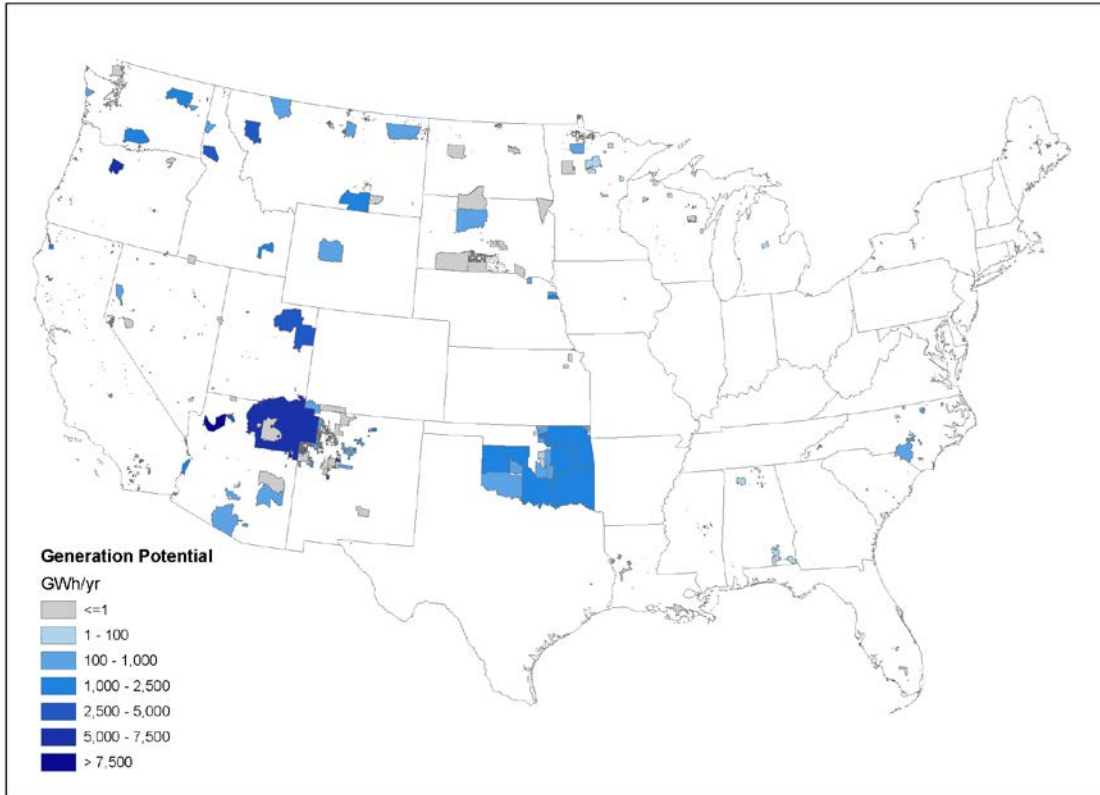 Generation Potential
GWh/yr
<=1
1 - 100
100 - 1,000
1,000 - 2,500
2,500 - 5,000
5,000 - 7,500
> 7,500